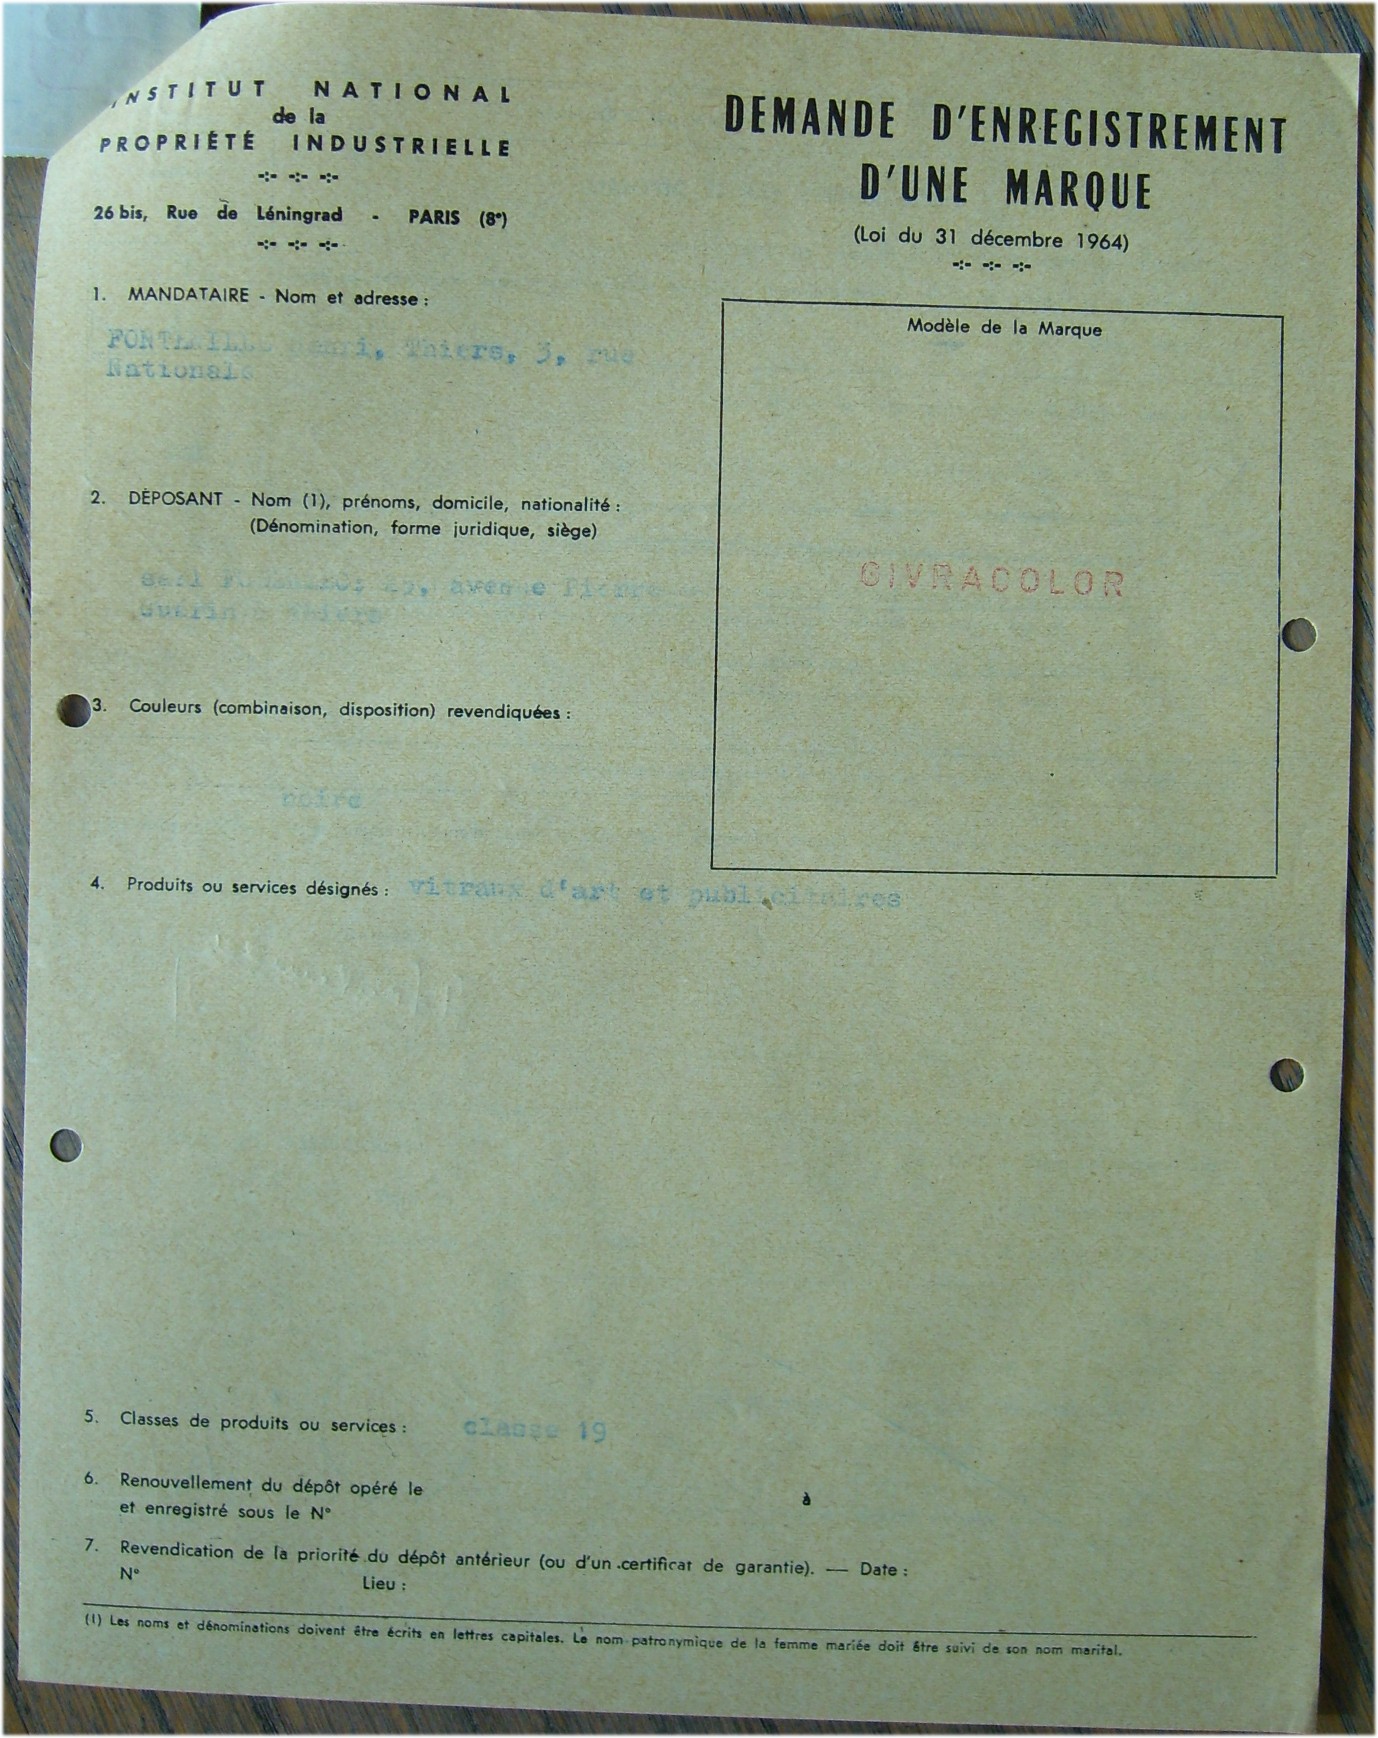 INSTITUT NATIONAL
de la
PROPRIÉTÉ INDUSTRIELLE
26 bis, Rue de Léningrad - PARIS (8e)
DEMANDE D'ENREGISTREMENT
D'UNE MARQUE
(Loi du 31 décembre 1964)
1. MANDATAIRE - Nom et adresse :
Thiers, 3, rue
Nationale
Modèle de la Marque
GIVRACOLOR
2. DÉPOSANT - Nom (1), prénoms, domicile, nationalité :
(Dénomination, forme juridique, siège)
sarl avenue Pierre
Guérin Thiers
3. Couleurs (combinaison, disposition) revendiquées :
noire
4. Produits ou services désignés : vitraux d'art et publicitaires
5. Classes de produits ou services : classe 19
6. Renouvellement du dépôt opéré le à
et enregistré sous le N°
7. Revendication de la priorité du dépôt antérieur (ou d'un certificat de garantie). — Date :
N° Lieu :
(1) Les noms et dénominations doivent être écrits en lettres capitales. Le nom patronymique de la femme mariée doit être suivi de son nom marital.